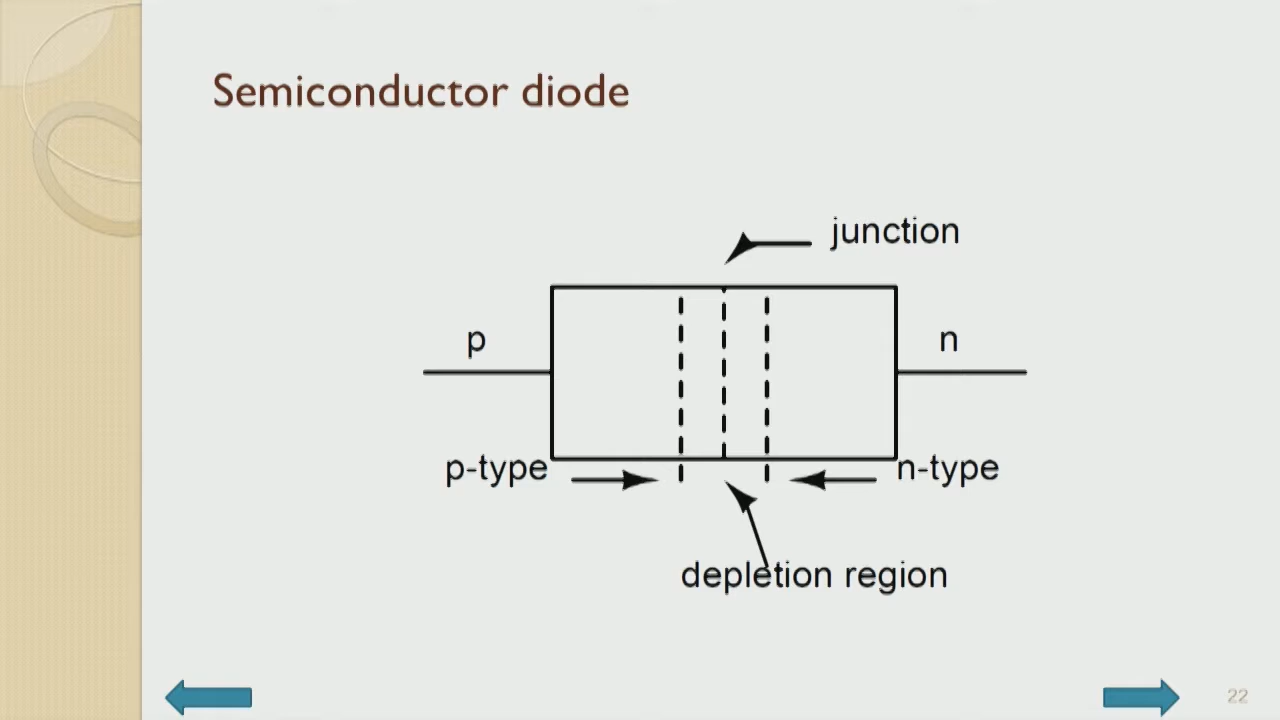 Semiconductor diode
junction
p
n
p-type
n-type
depletion region
22